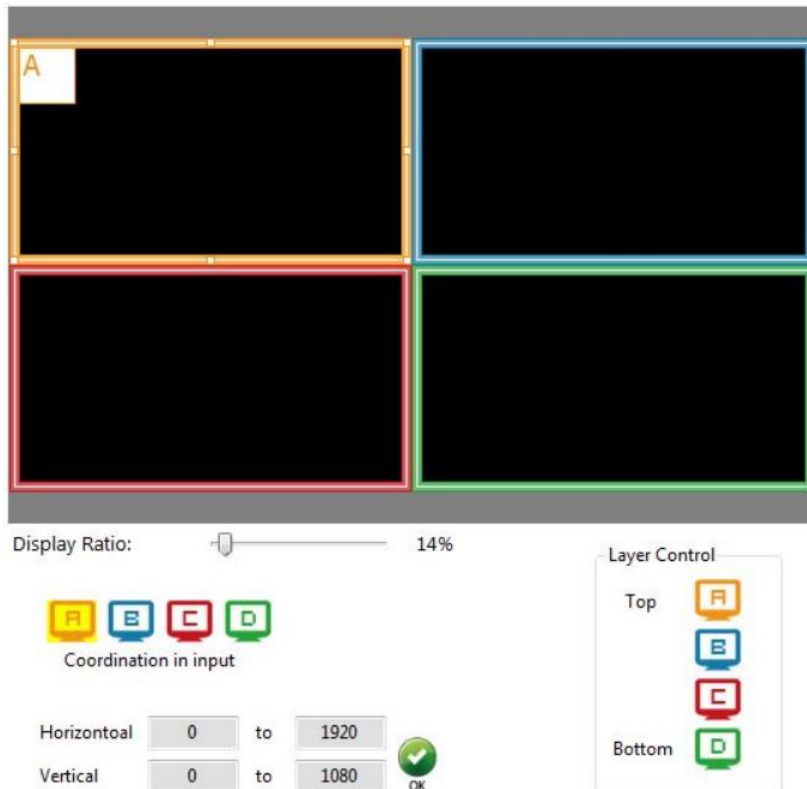 A
Display Ratio: 14%
Layer Control
Top A
A B C D
B
Coordination in input
C
Horizontoal 0 to 1920
Bottom D
Vertical 0 to 1080
OK